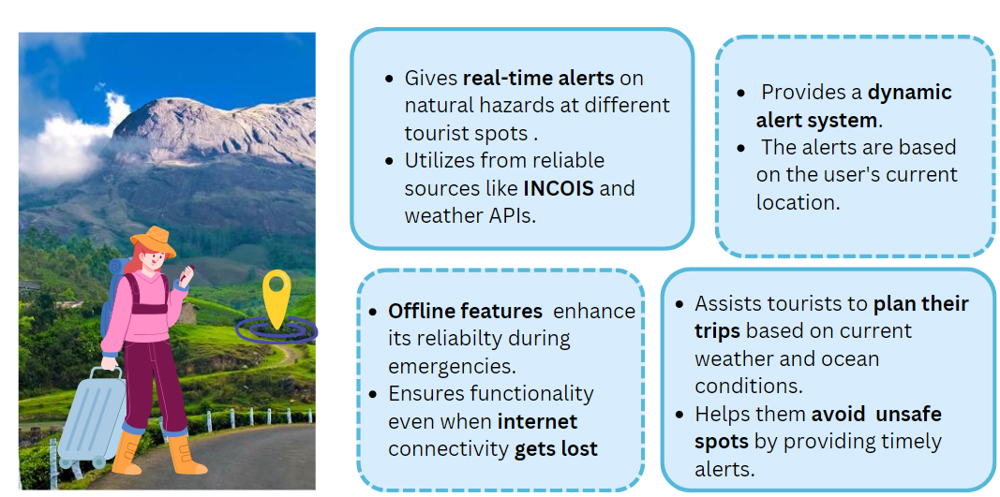 • Gives real-time alerts on
natural hazards at different
tourist spots .
• Utilizes from reliable
sources like INCOIS and
weather APIs.
• Provides a dynamic
alert system.
• The alerts are based
on the user's current
location.
• Offline features  enhance
its reliabilty during
emergencies.
• Ensures functionality
even when internet
connectivity gets lost
• Assists tourists to plan their
trips based on current
weather and ocean
conditions.
• Helps them avoid  unsafe
spots by providing timely
alerts.